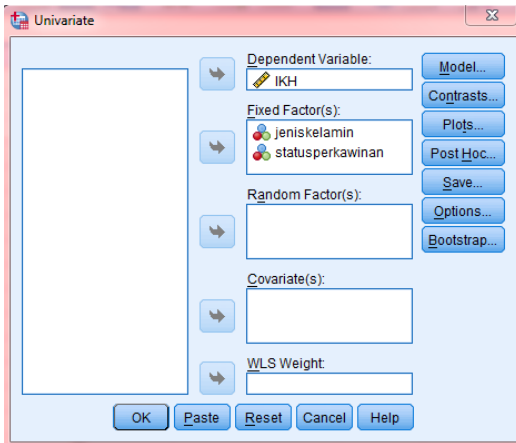 Univariate
Dependent Variable:
IKH
Fixed Factor(s):
jeniskelamin
statusperkawinan
Random Factor(s):
Covariate(s):
WLS Weight:
Model...
Contrasts...
Plots...
Post Hoc...
Save...
Options...
Bootstrap...
OK Paste Reset Cancel Help